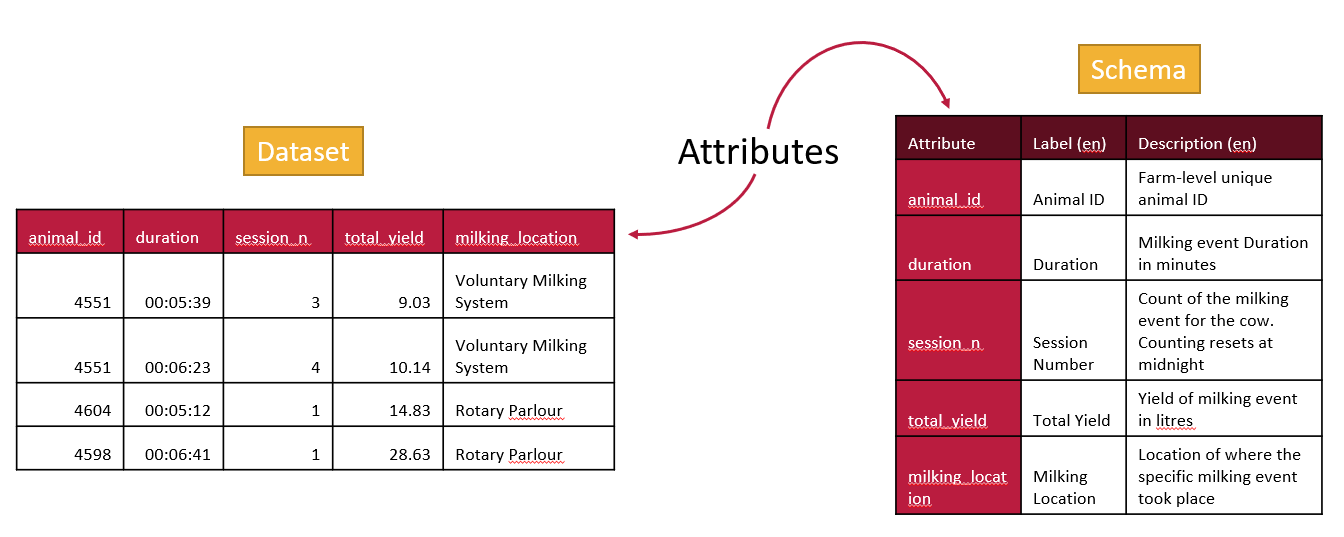 Schema
Dataset
Attributes
animal_id duration session_n total_yield milking_location
4551 00:05:39 3 9.03 Voluntary Milking
System
4551 00:06:23 4 10.14 Voluntary Milking
System
4604 00:05:12 1 14.83 Rotary Parlour
4598 00:06:41 1 28.63 Rotary Parlour
Attribute Label (en) Description (en)
animal_id Animal ID Farm-level unique
animal ID
duration Duration Milking event Duration
in minutes
session_n Session
Number Count of the milking
event for the cow.
Counting resets at
midnight
total_yield Total Yield Yield of milking event
in litres
milking_locat
ion Milking
Location Location of where the
specific milking event
took place